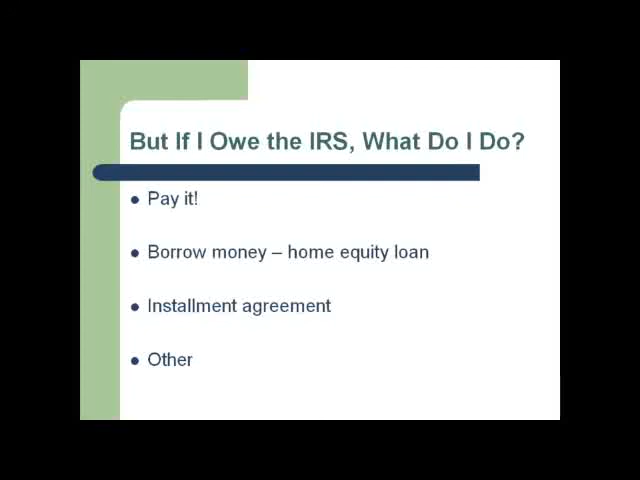 But If I Owe the IRS, What Do I Do?
Pay it!
Borrow money – home equity loan
Installment agreement
Other